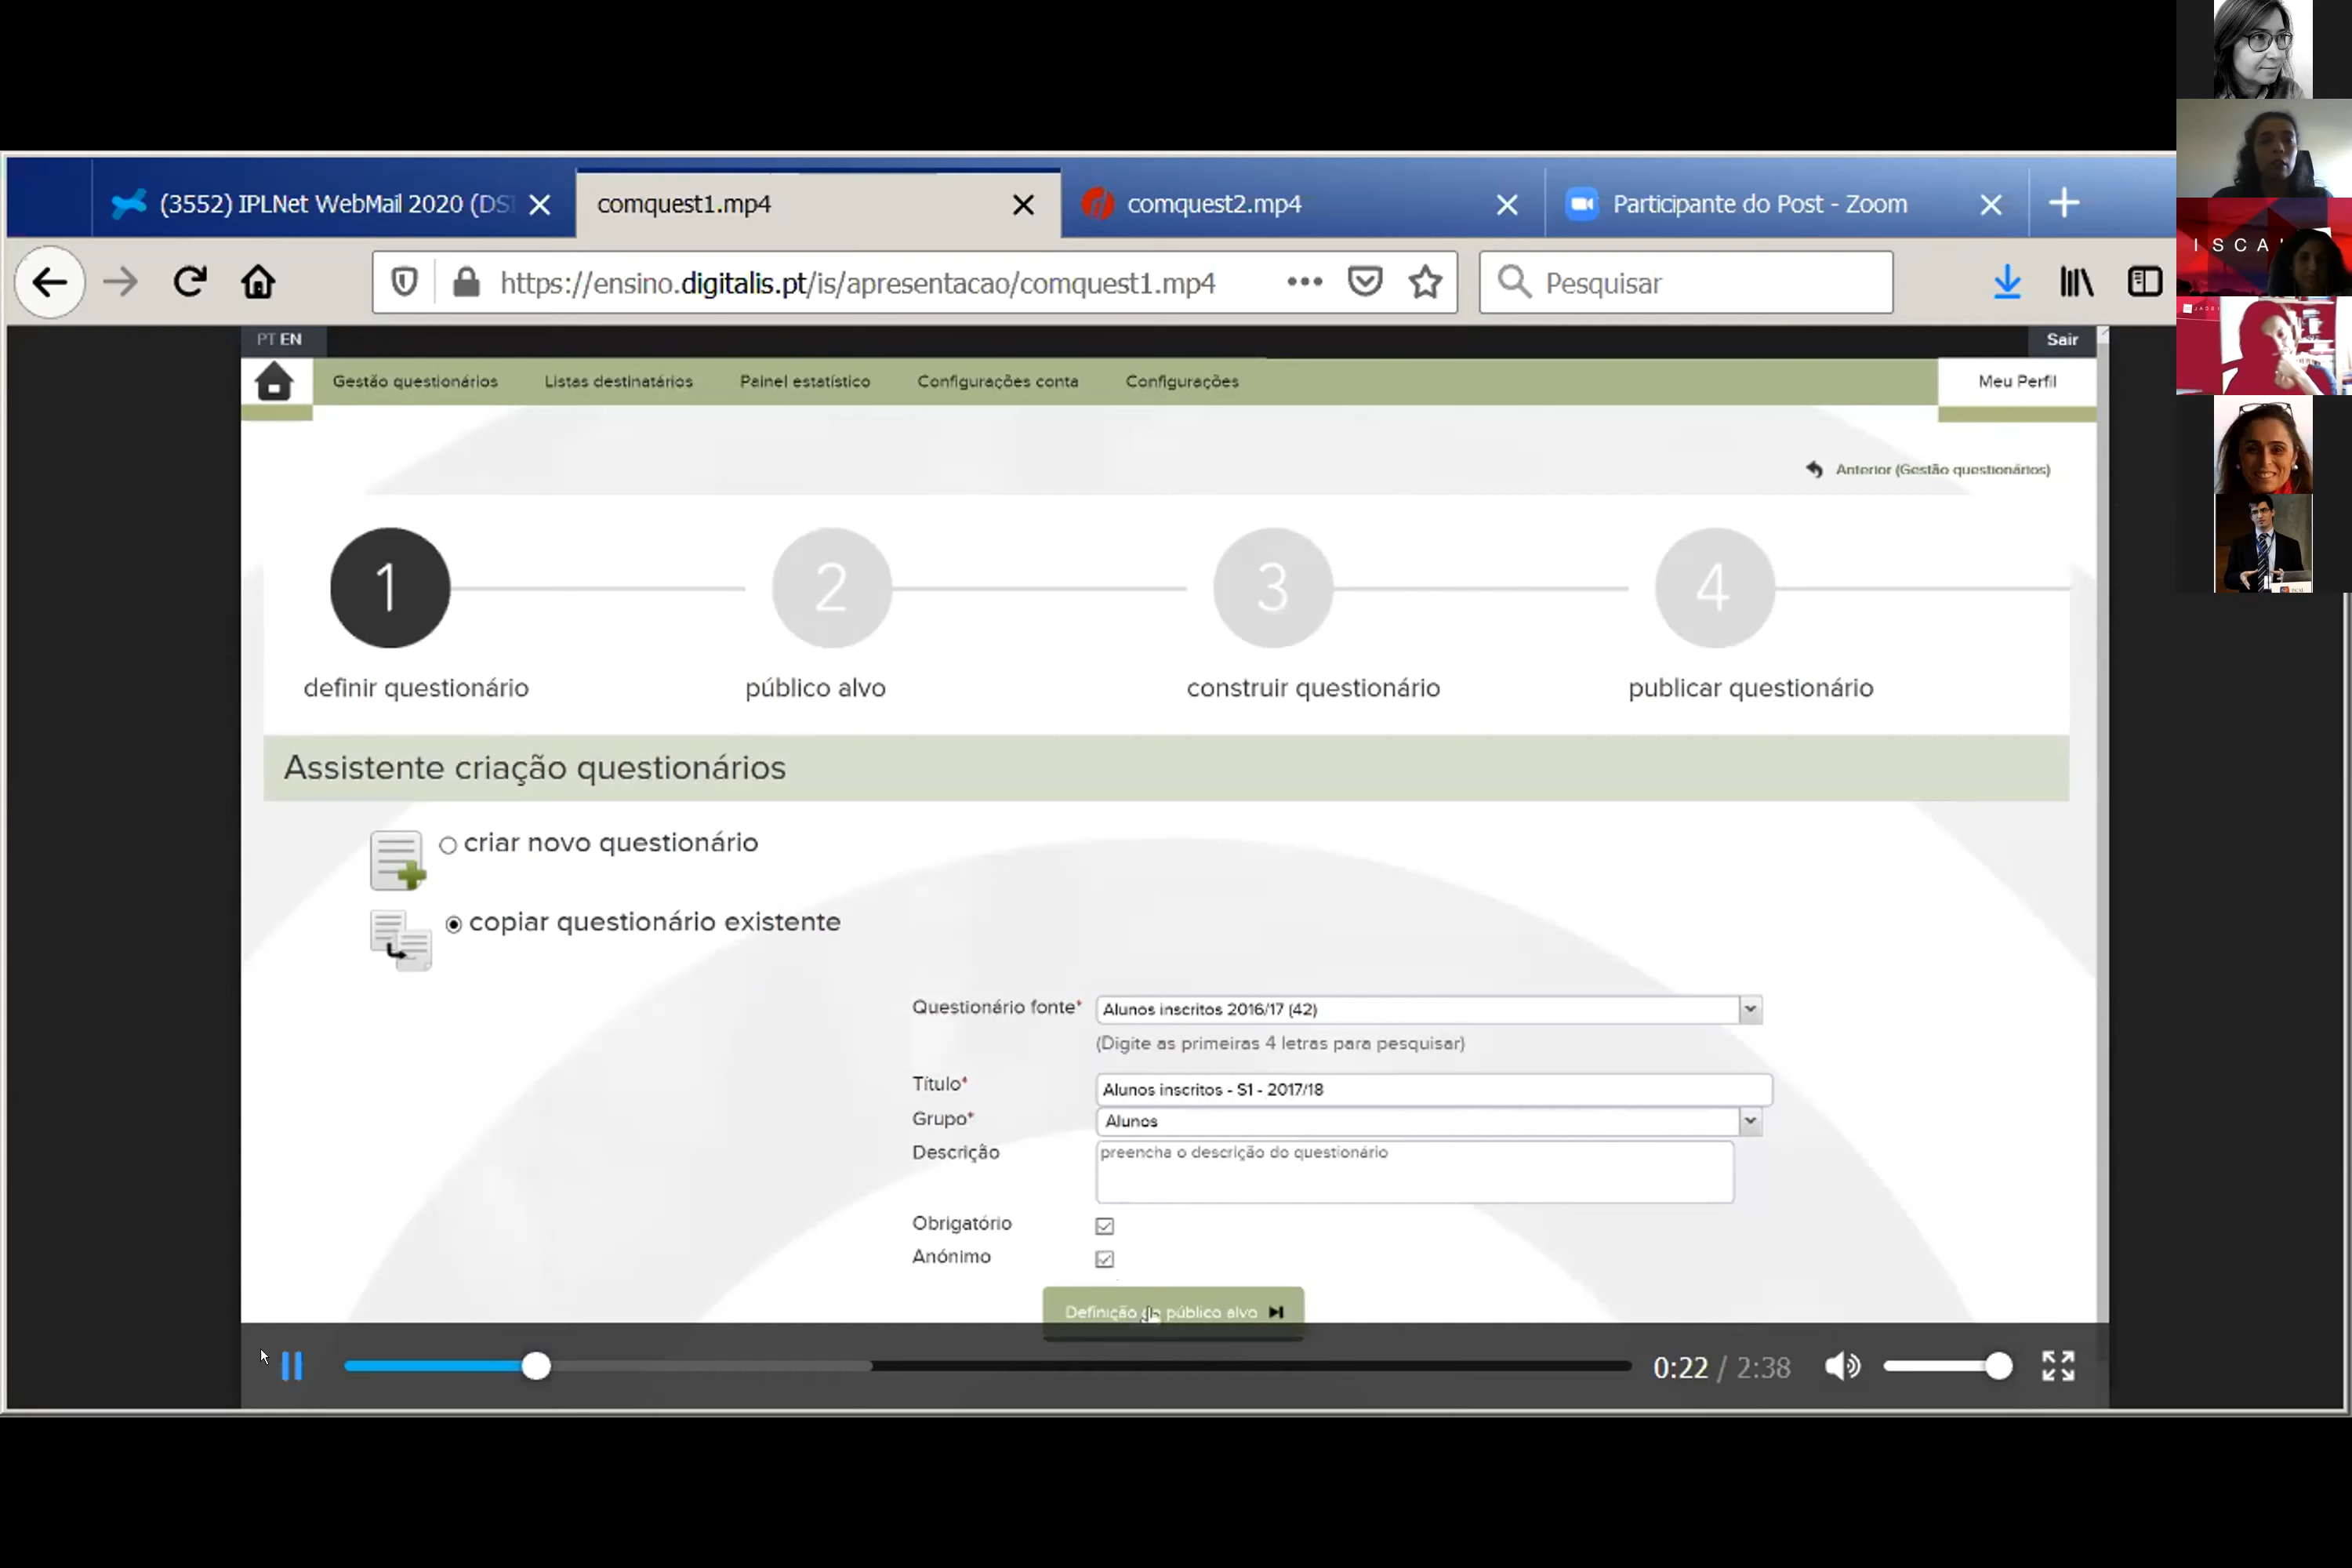 (3552) IPLNet WebMail 2020 (DSI
comquest1.mp4
comquest2.mp4
Participante do Post - Zoom
https://ensino.digitalis.pt/is/apresentacao/comquest1.mp4
Pesquisar
PT EN
Sair
Gestão questionários
Listas destinatários
Painel estatístico
Configurações conta
Configurações
Meu Perfil
Anterior (Gestão questionários)
1
2
3
4
definir questionário
público alvo
construir questionário
publicar questionário
Assistente criação questionários
criar novo questionário
copiar questionário existente
Questionário fonte* Alunos inscritos 2016/17 (42)
(Digite as primeiras 4 letras para pesquisar)
Título* Alunos inscritos - S1 - 2017/18
Grupo* Alunos
Descrição preencha o descrição do questionário
Obrigatório
Anónimo
Definição do público alvo
0:22 / 2:38
ISCA